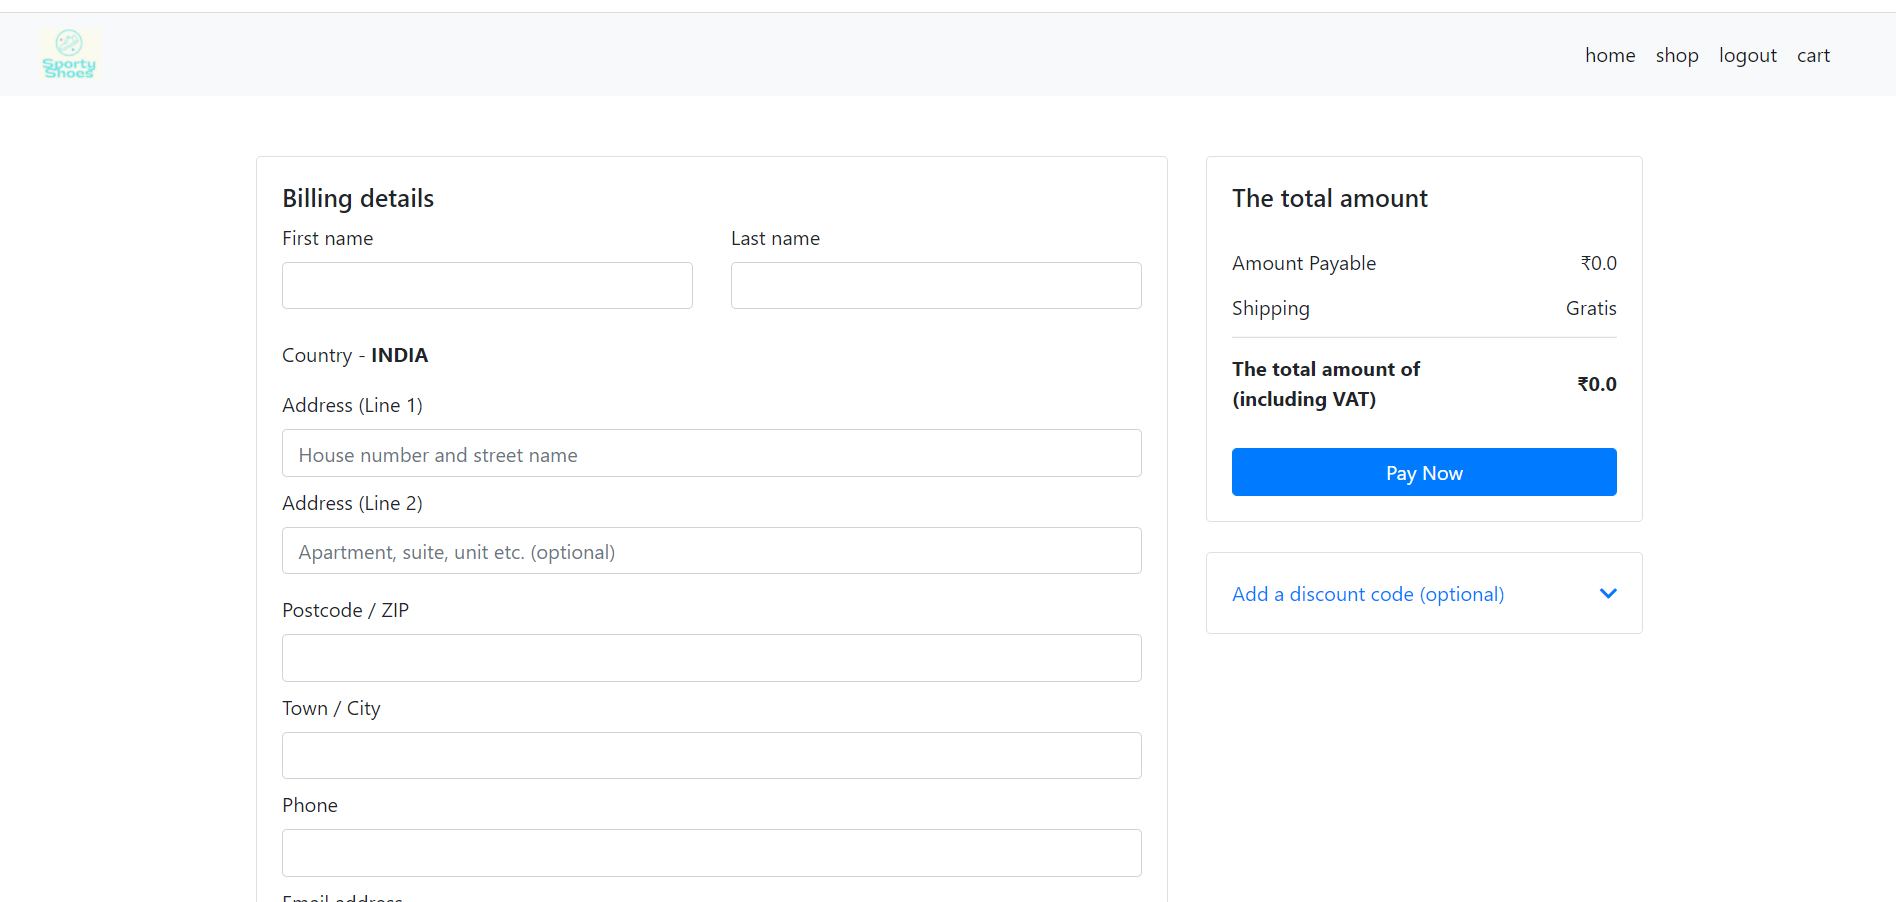 Sporty
Shoes
home shop logout cart
Billing details
First name Last name
Country - INDIA
Address (Line 1)
House number and street name
Address (Line 2)
Apartment, suite, unit etc. (optional)
Postcode / ZIP
Town / City
Phone
Email address
The total amount
Amount Payable ₹0.0
Shipping Gratis
The total amount of
(including VAT) ₹0.0
Pay Now
Add a discount code (optional)